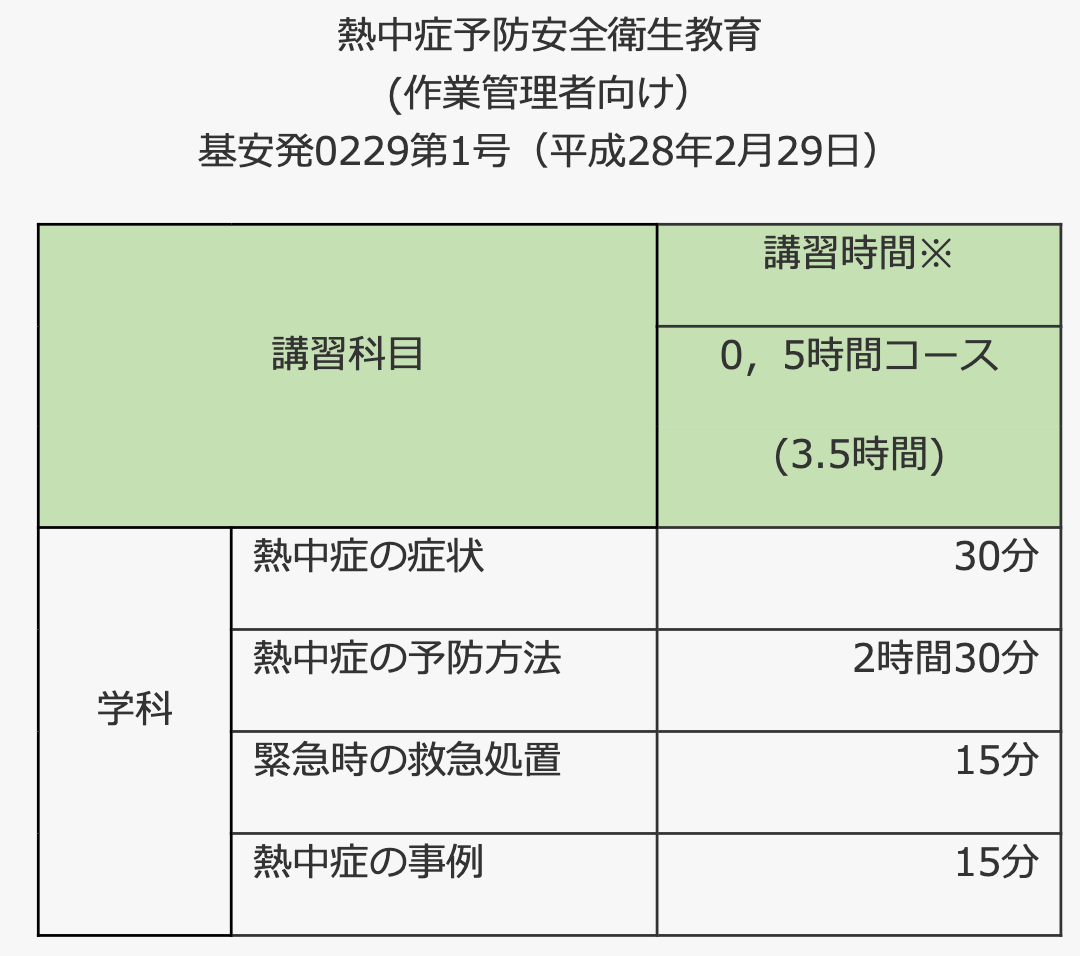 熱中症予防安全衛生教育
(作業管理者向け）
基安発0229第1号（平成28年2月29日）
講習科目
講習時間※
0，5時間コース
(3.5時間)
学科
熱中症の症状
30分
熱中症の予防方法
2時間30分
緊急時の救急処置
15分
熱中症の事例
15分